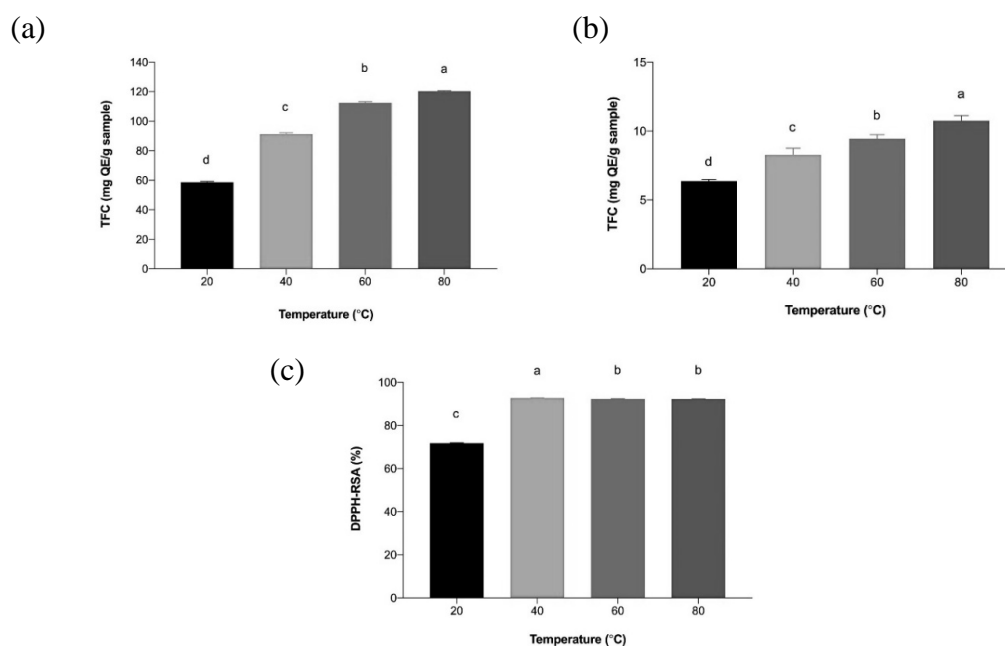 (a)
TFC (mg QE/g sample)
140
120
100
80
60
40
20
0
d
c
b
a
20 40 60 80
Temperature (°C)
(b)
TFC (mg QE/g sample)
15
10
5
0
d
c
b
a
20 40 60 80
Temperature (°C)
(c)
DPPH-RSA (%)
100
80
60
40
20
0
c
a
b
b
20 40 60 80
Temperature (°C)